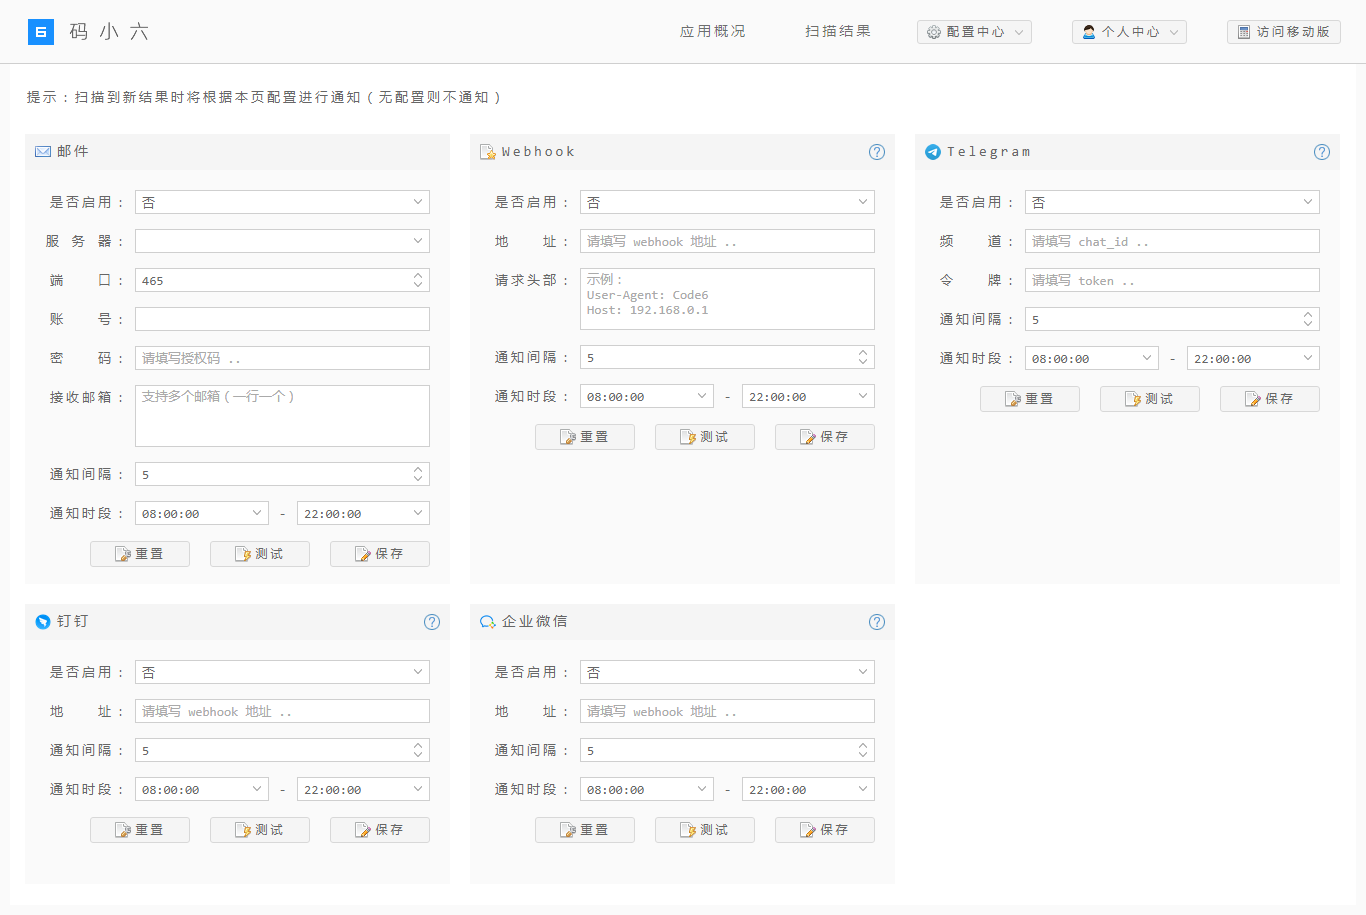 码小六 应用概况 扫描结果 配置中心 个人中心 访问移动版
提示：扫描到新结果时将根据本页配置进行通知（无配置则不通知）
邮件
是否启用： 否
服务器：
端口： 465
账号：
密码： 请填写授权码 ..
接收邮箱： 支持多个邮箱（一行一个）
通知间隔： 5
通知时段： 08:00:00 - 22:00:00
重置 测试 保存
Webhook
是否启用： 否
地址： 请填写 webhook 地址 ..
请求头部： 示例：
User-Agent: Code6
Host: 192.168.0.1
通知间隔： 5
通知时段： 08:00:00 - 22:00:00
重置 测试 保存
Telegram
是否启用： 否
频道： 请填写 chat_id ..
令牌： 请填写 token ..
通知间隔： 5
通知时段： 08:00:00 - 22:00:00
重置 测试 保存
钉钉
是否启用： 否
地址： 请填写 webhook 地址 ..
通知间隔： 5
通知时段： 08:00:00 - 22:00:00
重置 测试 保存
企业微信
是否启用： 否
地址： 请填写 webhook 地址 ..
通知间隔： 5
通知时段： 08:00:00 - 22:00:00
重置 测试 保存